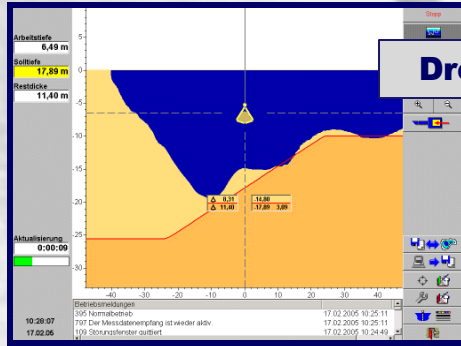 Stopp
Arbeitstiefe
6,49 m
Solltiefe
17,89 m
Restdicke
11,40 m
5
0
-5
-10
-15
-20
-25
-30
Dre
Δ 0,31 -14,80
Δ 11,40 -17,89 3,09
Aktualisierung
0:00:09
-40 -30 -20 -10 0 10 20 30 40
Betriebsmeldungen
395 Normalbetrieb 17.02.2005 10:25:11
797 Der Messdatenempfang ist wieder aktiv. 17.02.2005 10:25:11
109 Störungsfenster quittiert 17.02.2005 10:24:49
10:28:07
17.02.05